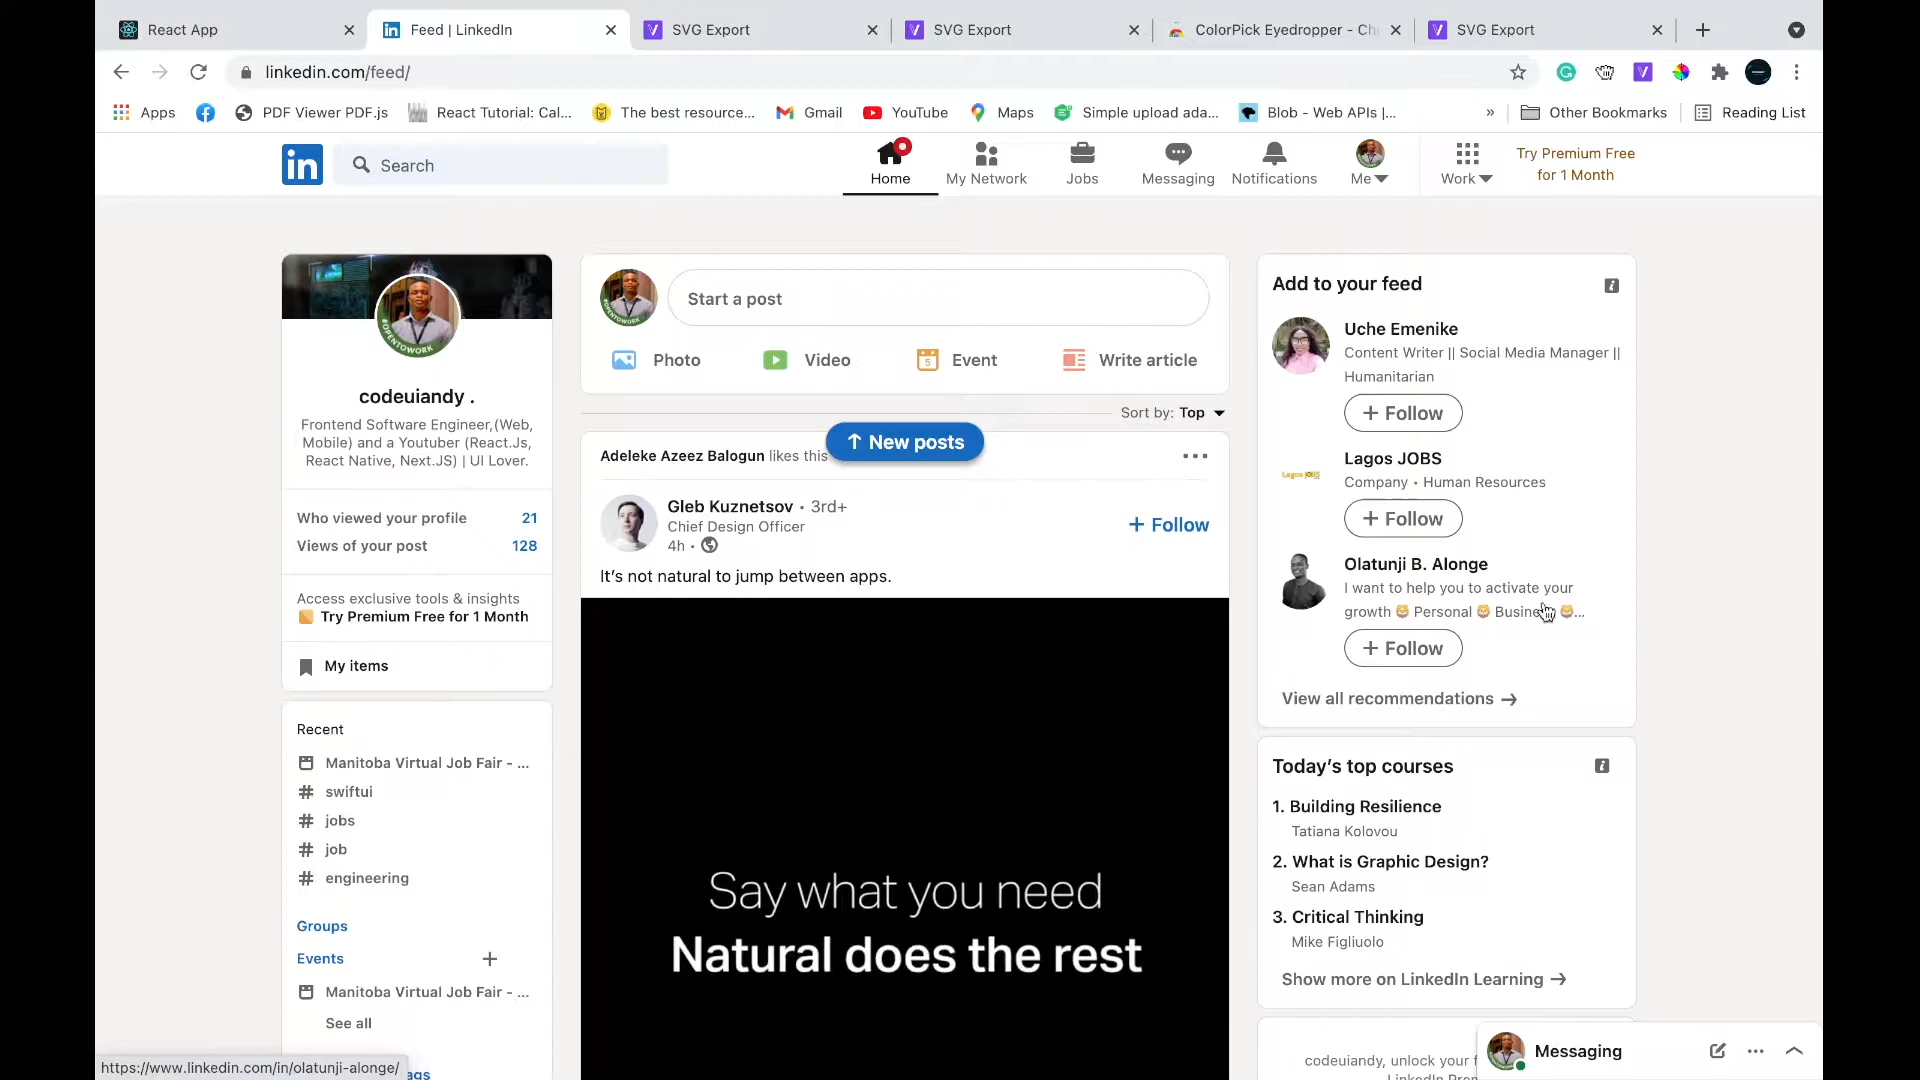 React App
Feed | LinkedIn
SVG Export
SVG Export
ColorPick Eyedropper - Ch
SVG Export
linkedin.com/feed/
Apps
PDF Viewer PDF.js
React Tutorial: Cal...
The best resource...
Gmail
YouTube
Maps
Simple upload ada...
Blob - Web APIs |...
»
Other Bookmarks
Reading List
in
Search
Home
My Network
Jobs
Messaging
Notifications
Me
Work
Try Premium Free
for 1 Month
#OPENTOWORK
codeuiandy .
Frontend Software Engineer,(Web,
Mobile) and a Youtuber (React.Js,
React Native, Next.JS) | UI Lover.
Who viewed your profile 21
Views of your post 128
Access exclusive tools & insights
Try Premium Free for 1 Month
My items
Recent
Manitoba Virtual Job Fair - ...
# swiftui
# jobs
# job
# engineering
Groups
Events +
Manitoba Virtual Job Fair - ...
See all
https://www.linkedin.com/in/olatunji-alonge/
Start a post
Photo
Video
Event
Write article
Sort by: Top
↑ New posts
Adeleke Azeez Balogun likes this
Gleb Kuznetsov • 3rd+
Chief Design Officer
4h •
+ Follow
It's not natural to jump between apps.
Say what you need
Natural does the rest
Add to your feed
Uche Emenike
Content Writer || Social Media Manager ||
Humanitarian
+ Follow
Lagos JOBS
Lagos JOBS
Company • Human Resources
+ Follow
Olatunji B. Alonge
I want to help you to activate your
growth 🦁 Personal 🦁 Busine 🦁...
+ Follow
View all recommendations →
Today's top courses
1. Building Resilience
Tatiana Kolovou
2. What is Graphic Design?
Sean Adams
3. Critical Thinking
Mike Figliuolo
Show more on LinkedIn Learning →
codeuiandy, unlock your
Messaging